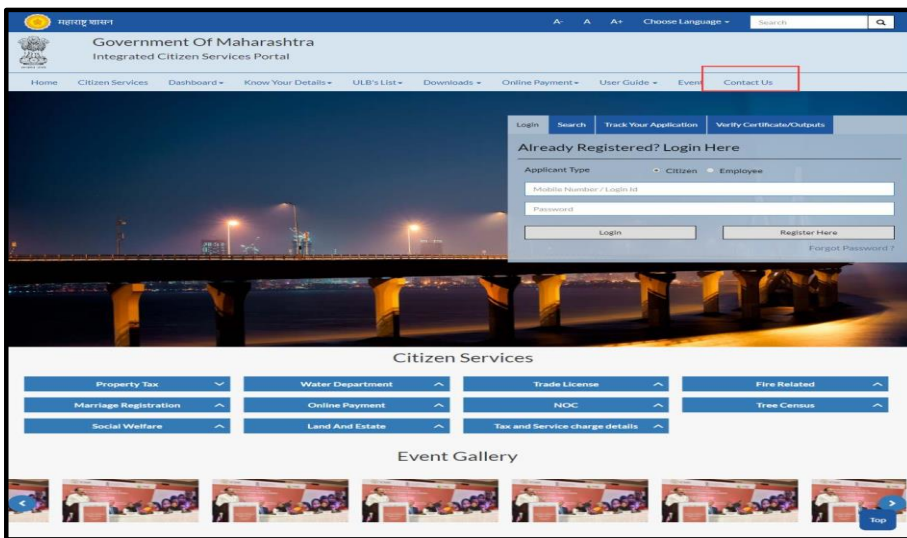 महाराष्ट्र शासन A- A A+ Choose Language Search
Government Of Maharashtra
Integrated Citizen Services Portal
Home Citizen Services Dashboard Know Your Details ULB's List Downloads Online Payment User Guide Event Contact Us
Login Search Track Your Application Verify Certificate/Outputs
Already Registered? Login Here
Applicant Type Citizen Employee
Mobile Number / Login Id
Password
Login Register Here
Forgot Password ?
Citizen Services
Property Tax Water Department Trade License Fire Related
Marriage Registration Online Payment NOC Tree Census
Social Welfare Land And Estate Tax and Service charge details
Event Gallery
Top